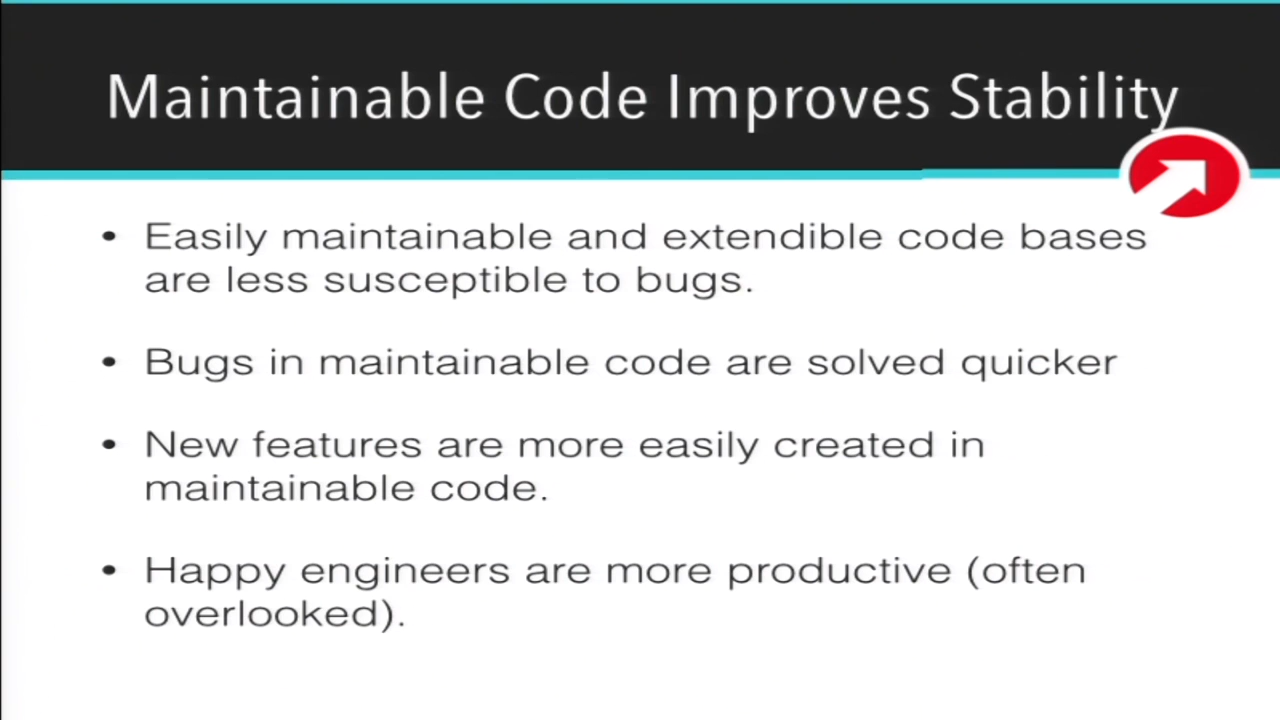 Maintainable Code Improves Stability
• Easily maintainable and extendible code bases
are less susceptible to bugs.
• Bugs in maintainable code are solved quicker
• New features are more easily created in
maintainable code.
• Happy engineers are more productive (often
overlooked).